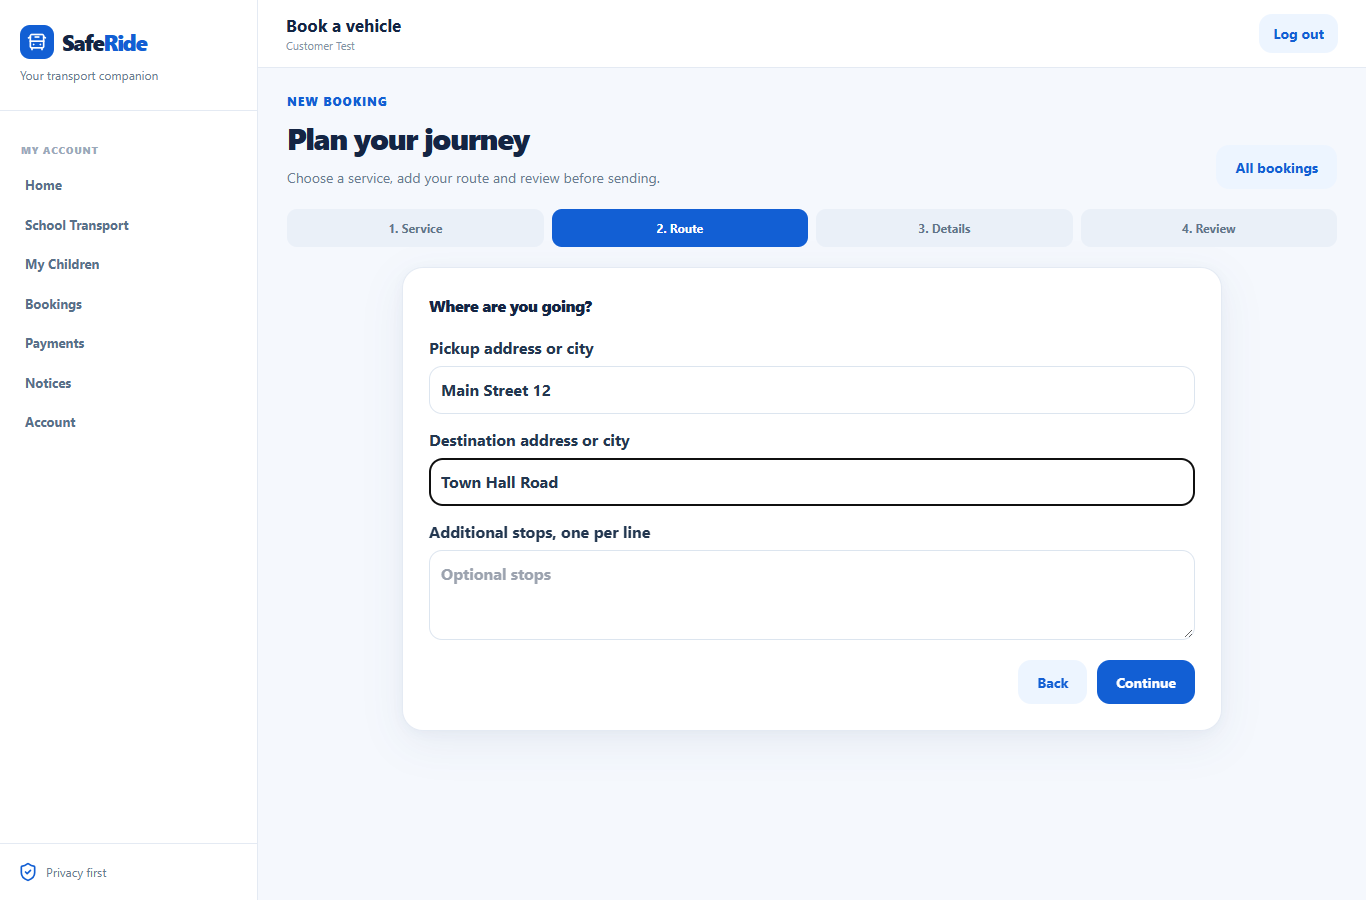 SafeRide
Your transport companion
MY ACCOUNT
Home
School Transport
My Children
Bookings
Payments
Notices
Account
Privacy first
Book a vehicle
Customer Test
Log out
NEW BOOKING
Plan your journey
Choose a service, add your route and review before sending.
All bookings
1. Service
2. Route
3. Details
4. Review
Where are you going?
Pickup address or city
Main Street 12
Destination address or city
Town Hall Road
Additional stops, one per line
Optional stops
Back
Continue